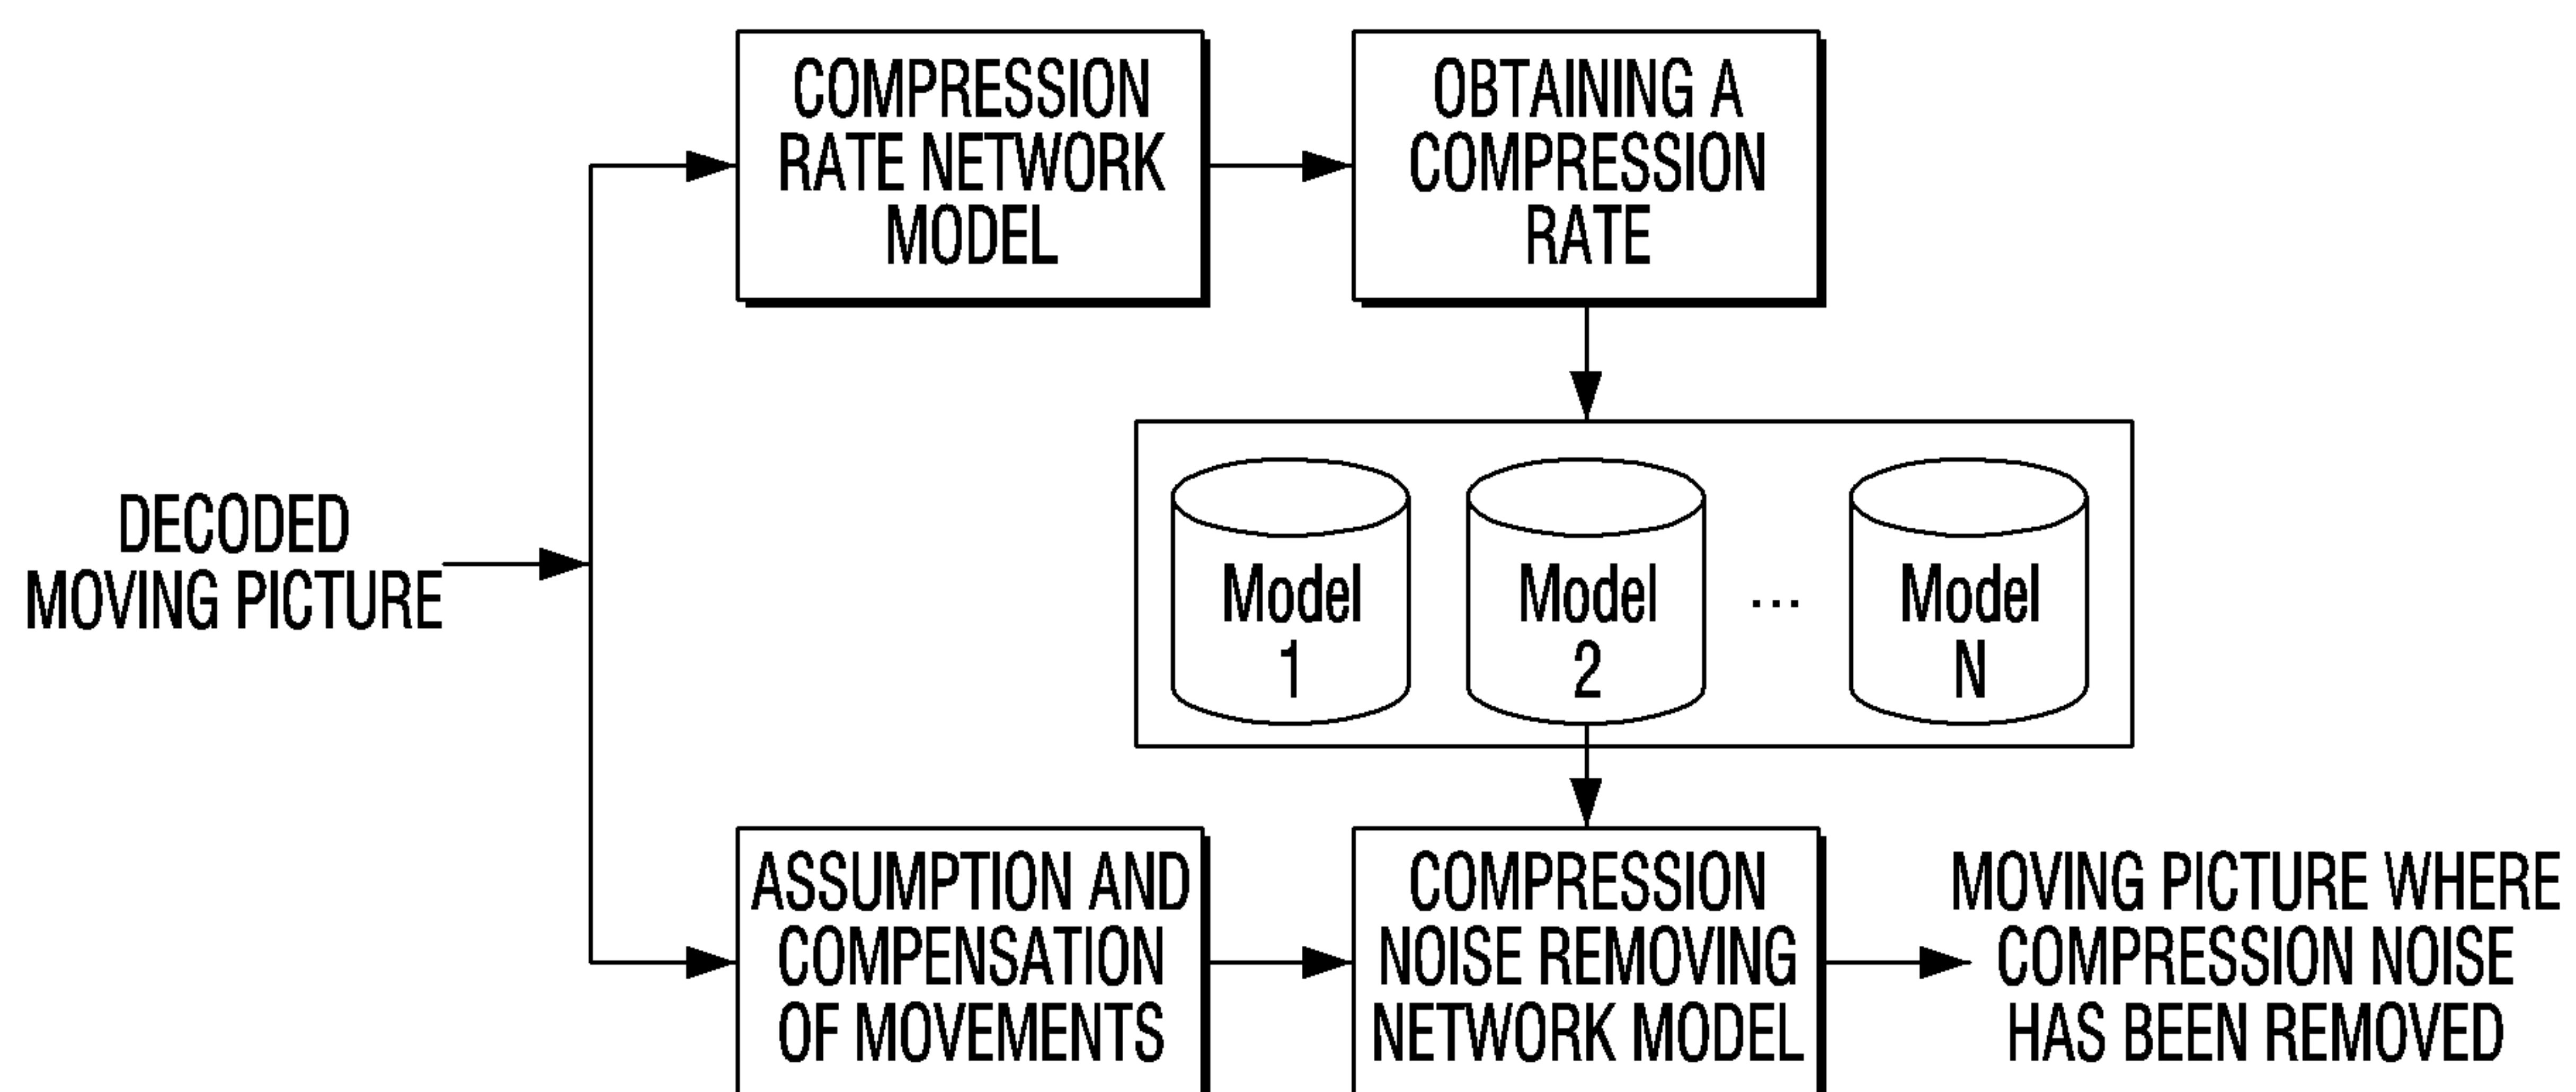 COMPRESSION
RATE NETWORK
MODEL
OBTAINING A
COMPRESSION
RATE
DECODED
MOVING PICTURE
Model
1
Model
2
...
Model
N
ASSUMPTION AND
COMPENSATION
OF MOVEMENTS
COMPRESSION
NOISE REMOVING
NETWORK MODEL
MOVING PICTURE WHERE
COMPRESSION NOISE
HAS BEEN REMOVED